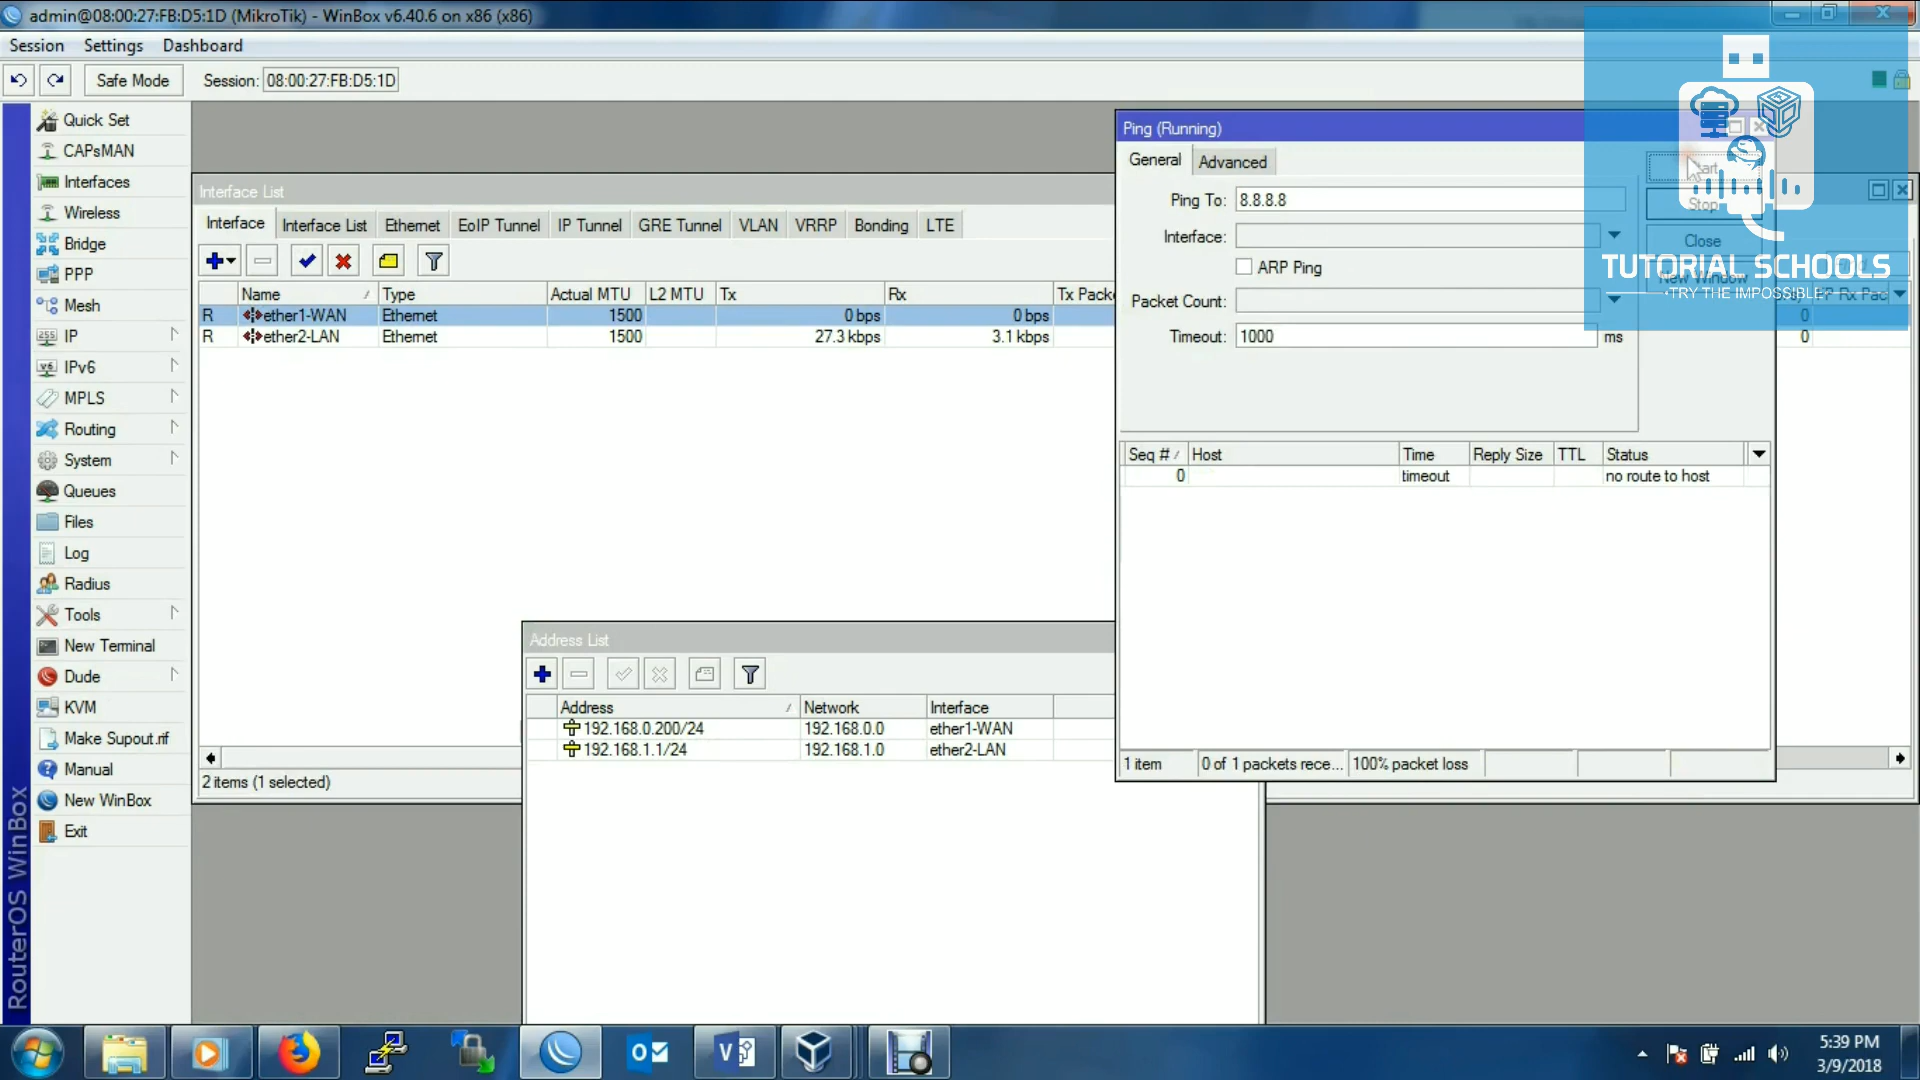 admin@08:00:27:FB:D5:1D (MikroTik) - WinBox v6.40.6 on x86 (x86)
Session Settings Dashboard
Safe Mode Session: 08:00:27:FB:D5:1D
Quick Set
CAPsMAN
Interfaces
Wireless
Bridge
PPP
Mesh
255 IP
v6 IPv6
MPLS
Routing
System
Queues
Files
Log
Radius
Tools
New Terminal
Dude
KVM
Make Supout.rif
Manual
New WinBox
Exit
RouterOS WinBox
Interface List
Interface Interface List Ethernet EoIP Tunnel IP Tunnel GRE Tunnel VLAN VRRP Bonding LTE
Name Type Actual MTU L2 MTU Tx Rx Tx Packe
R ether1-WAN Ethernet 1500 0 bps 0 bps 0
R ether2-LAN Ethernet 1500 27.3 kbps 3.1 kbps 0
2 items (1 selected)
Address List
Address Network Interface
192.168.0.200/24 192.168.0.0 ether1-WAN
192.168.1.1/24 192.168.1.0 ether2-LAN
Ping (Running)
General Advanced
Ping To: 8.8.8.8
Interface:
ARP Ping
Packet Count:
Timeout: 1000 ms
Stop
Close
New Window
Seq # Host Time Reply Size TTL Status
0 timeout no route to host
1 item 0 of 1 packets rece... 100% packet loss
TUTORIAL SCHOOLS
"TRY THE IMPOSSIBLE"
FP Rx Pac
5:39 PM
3/9/2018